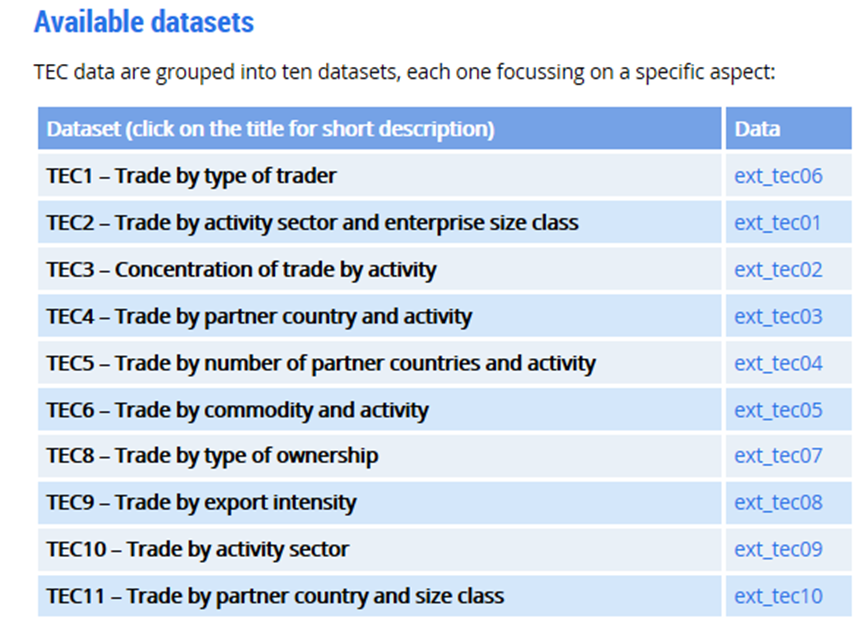 Available datasets
TEC data are grouped into ten datasets, each one focussing on a specific aspect:
Dataset (click on the title for short description) Data
TEC1 – Trade by type of trader ext_tec06
TEC2 – Trade by activity sector and enterprise size class ext_tec01
TEC3 – Concentration of trade by activity ext_tec02
TEC4 – Trade by partner country and activity ext_tec03
TEC5 – Trade by number of partner countries and activity ext_tec04
TEC6 – Trade by commodity and activity ext_tec05
TEC8 – Trade by type of ownership ext_tec07
TEC9 – Trade by export intensity ext_tec08
TEC10 – Trade by activity sector ext_tec09
TEC11 – Trade by partner country and size class ext_tec10